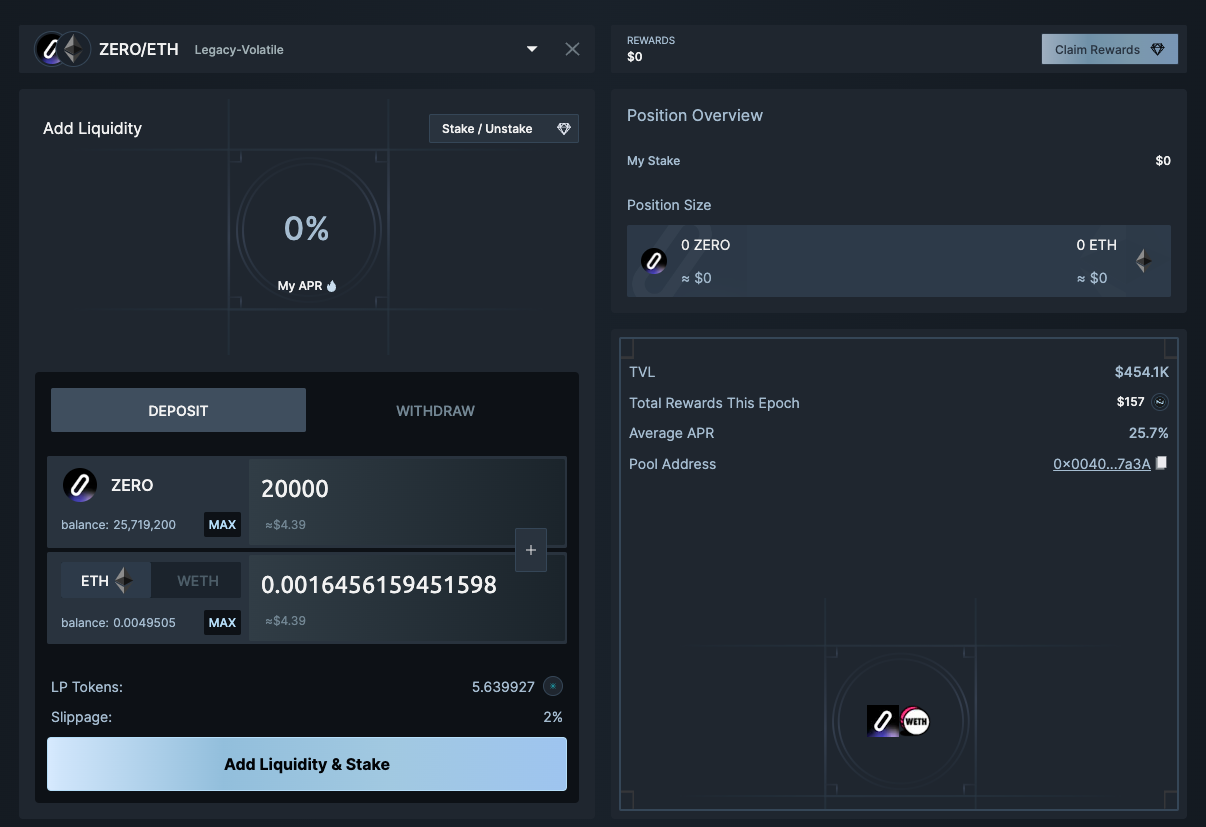 ZERO/ETH Legacy-Volatile
Add Liquidity
Stake / Unstake
0%
My APR
DEPOSIT
WITHDRAW
ZERO
20000
balance: 25,719,200
MAX
≈$4.39
+
ETH
WETH
0.0016456159451598
balance: 0.0049505
MAX
≈$4.39
LP Tokens: 5.639927
Slippage: 2%
Add Liquidity & Stake
REWARDS
$0
Claim Rewards
Position Overview
My Stake $0
Position Size
0 ZERO
≈ $0
0 ETH
≈ $0
TVL $454.1K
Total Rewards This Epoch $157
Average APR 25.7%
Pool Address 0x0040...7a3A
WETH